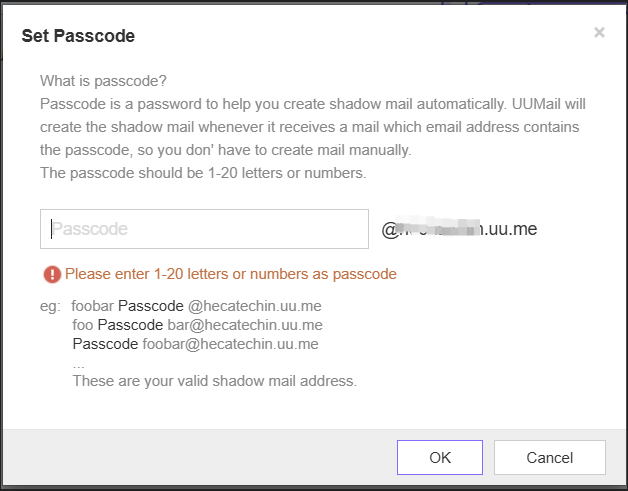 Set Passcode
×
What is passcode?
Passcode is a password to help you create shadow mail automatically. UUMail will
create the shadow mail whenever it receives a mail which email address contains
the passcode, so you don' have to create mail manually.
The passcode should be 1-20 letters or numbers.
Passcode @ .uu.me
Please enter 1-20 letters or numbers as passcode
eg: foobar Passcode @hecatechin.uu.me
foo Passcode bar@hecatechin.uu.me
Passcode foobar@hecatechin.uu.me
...
These are your valid shadow mail address.
OK Cancel